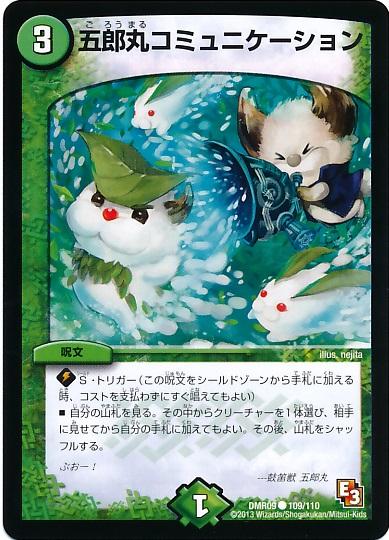 3
ごろうまる
五郎丸コミュニケーション
呪文
illus. nejita
S・トリガー(この呪文をシールドゾーンから手札に加える
時、コストを支払わずにすぐ唱えてもよい)
■ 自分の山札を見る。その中からクリーチャーを1体選び、相手
に見せてから自分の手札に加えてもよい。その後、山札をシャッ
フルする。
ぷおー!
---鼓笛獣 五郎丸
1
DMR09 ● 109/110
©2013 Wizards/Shogakukan/Mitsui-Kids
E3